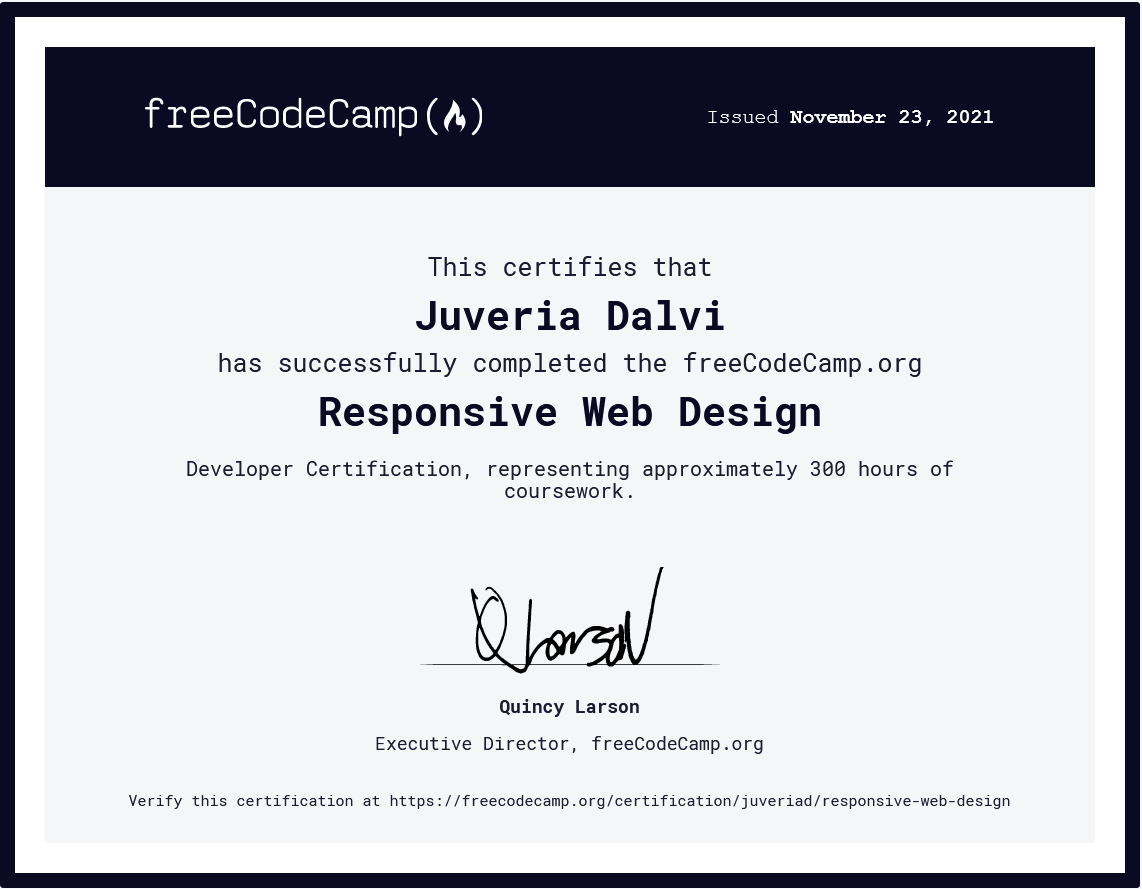 freeCodeCamp
Issued November 23, 2021
This certifies that
Juveria Dalvi
has successfully completed the freeCodeCamp.org
Responsive Web Design
Developer Certification, representing approximately 300 hours of
coursework.
Q Larson
Quincy Larson
Executive Director, freeCodeCamp.org
Verify this certification at https://freecodecamp.org/certification/juveriad/responsive-web-design